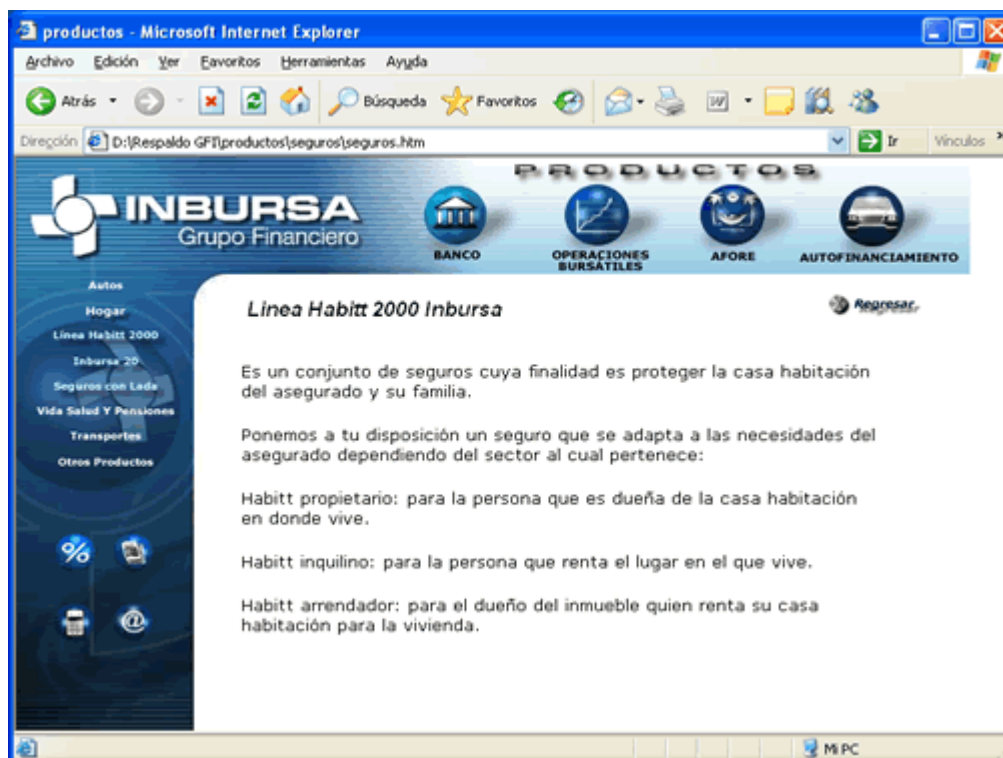 productos - Microsoft Internet Explorer
Archivo Edición Ver Favoritos Herramientas Ayuda
Atrás Búsqueda Favoritos
Dirección D:\Respaldo GFI\productos\seguros\seguros.htm Ir Vínculos »
PRODUCTOS
INBURSA
Grupo Financiero
BANCO
OPERACIONES
BURSÁTILES
AFORE
AUTOFINANCIAMIENTO
Autos
Hogar
Línea Habitt 2000
Inbursa 20
Seguros con Lada
Vida Salud Y Pensiones
Transportes
Otros Productos
Linea Habitt 2000 Inbursa
Regresar
Es un conjunto de seguros cuya finalidad es proteger la casa habitación
del asegurado y su familia.
Ponemos a tu disposición un seguro que se adapta a las necesidades del
asegurado dependiendo del sector al cual pertenece:
Habitt propietario: para la persona que es dueña de la casa habitación
en donde vive.
Habitt inquilino: para la persona que renta el lugar en el que vive.
Habitt arrendador: para el dueño del inmueble quien renta su casa
habitación para la vivienda.
% @
Mi PC